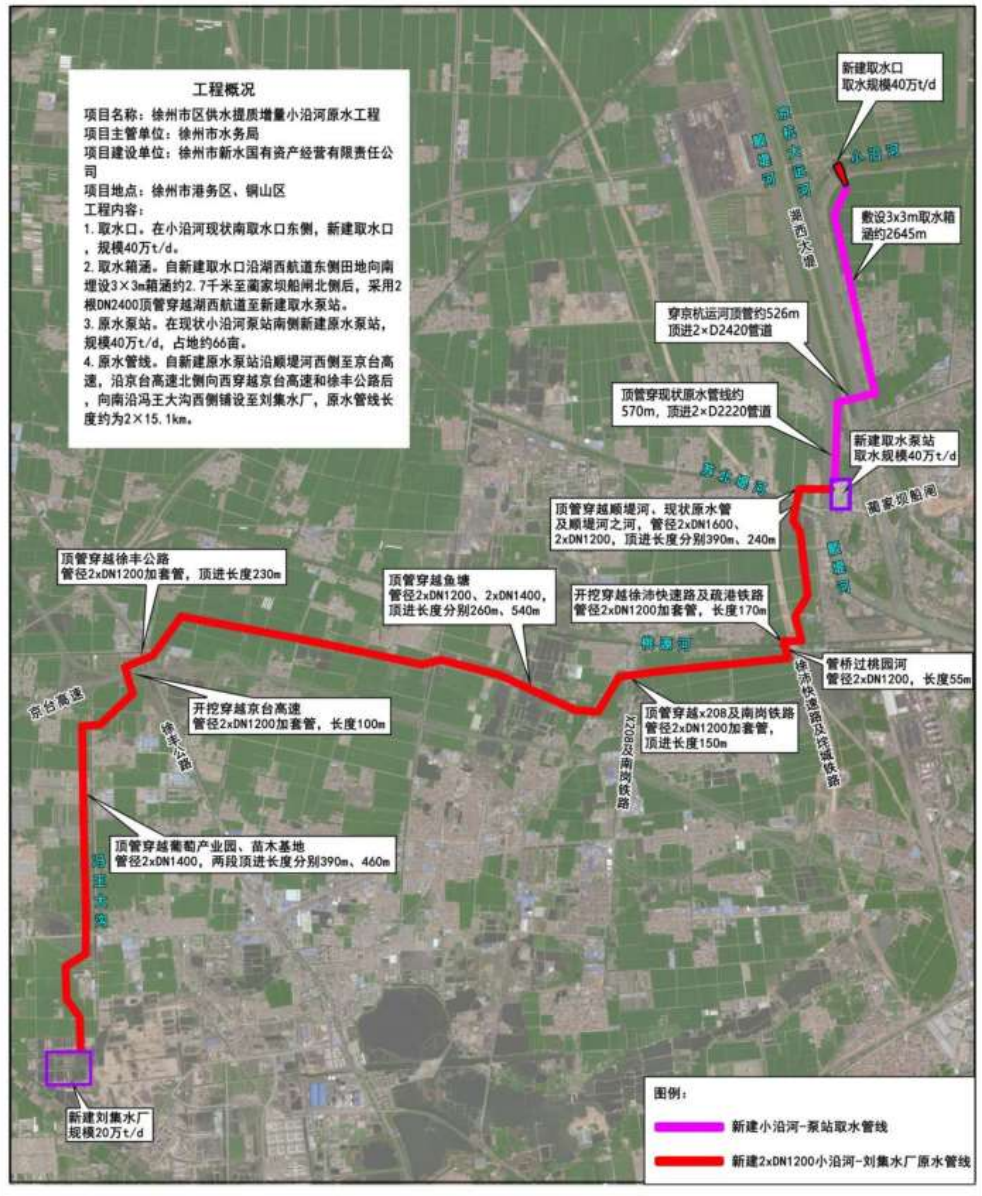 工程概况
项目名称：徐州市区供水提质增量小沿河原水工程
项目主管单位：徐州市水务局
项目建设单位：徐州市新水国有资产经营有限责任公
司
项目地点：徐州市港务区、铜山区
工程内容：
1. 取水口。在小沿河现状南取水口东侧，新建取水口
，规模40万t/d。
2. 取水箱涵。自新建取水口沿湖西航道东侧田地向南
埋设3×3m箱涵约2.7千米至蔺家坝船闸北侧后，采用2
根DN2400顶管穿越湖西航道至新建取水泵站。
3. 原水泵站。在现状小沿河泵站南侧新建原水泵站，
规模40万t/d，占地约66亩。
4. 原水管线。自新建原水泵站沿顺堤河西侧至京台高
速，沿京台高速北侧向西穿越京台高速和徐丰公路后
，向南沿冯王大沟西侧铺设至刘集水厂，原水管线长
度约为2×15.1km。
新建取水口
取水规模40万t/d
京杭大运河
顺堤河
小沿河
湖西大堤
敷设3x3m取水箱
涵约2645m
穿京杭运河顶管约526m
顶进2×D2420管道
顶管穿现状原水管线约
570m，顶进2×D2220管道
新建取水泵站
取水规模40万t/d
苏北堤河
蔺家坝船闸
顶管穿越顺堤河、现状原水管
及顺堤河之河，管径2xDN1600、
2xDN1200，顶进长度分别390m、240m
顺堤河
顶管穿越徐丰公路
管径2xDN1200加套管，顶进长度230m
顶管穿越鱼塘
管径2xDN1200、2xDN1400，
顶进长度分别260m、540m
开挖穿越徐沛快速路及疏港铁路
管径2xDN1200加套管，长度170m
桃源河
管桥过桃园河
管径2xDN1200，长度55m
京台高速
开挖穿越京台高速
管径2xDN1200加套管，长度100m
徐丰公路
顶管穿越x208及南岗铁路
管径2xDN1200加套管，
顶进长度150m
X208及南岗铁路
徐沛快速路及垞城铁路
顶管穿越葡萄产业园、苗木基地
管径2xDN1400，两段顶进长度分别390m、460m
冯王大沟
新建刘集水厂
规模20万t/d
图例：
新建小沿河-泵站取水管线
新建2xDN1200小沿河-刘集水厂原水管线